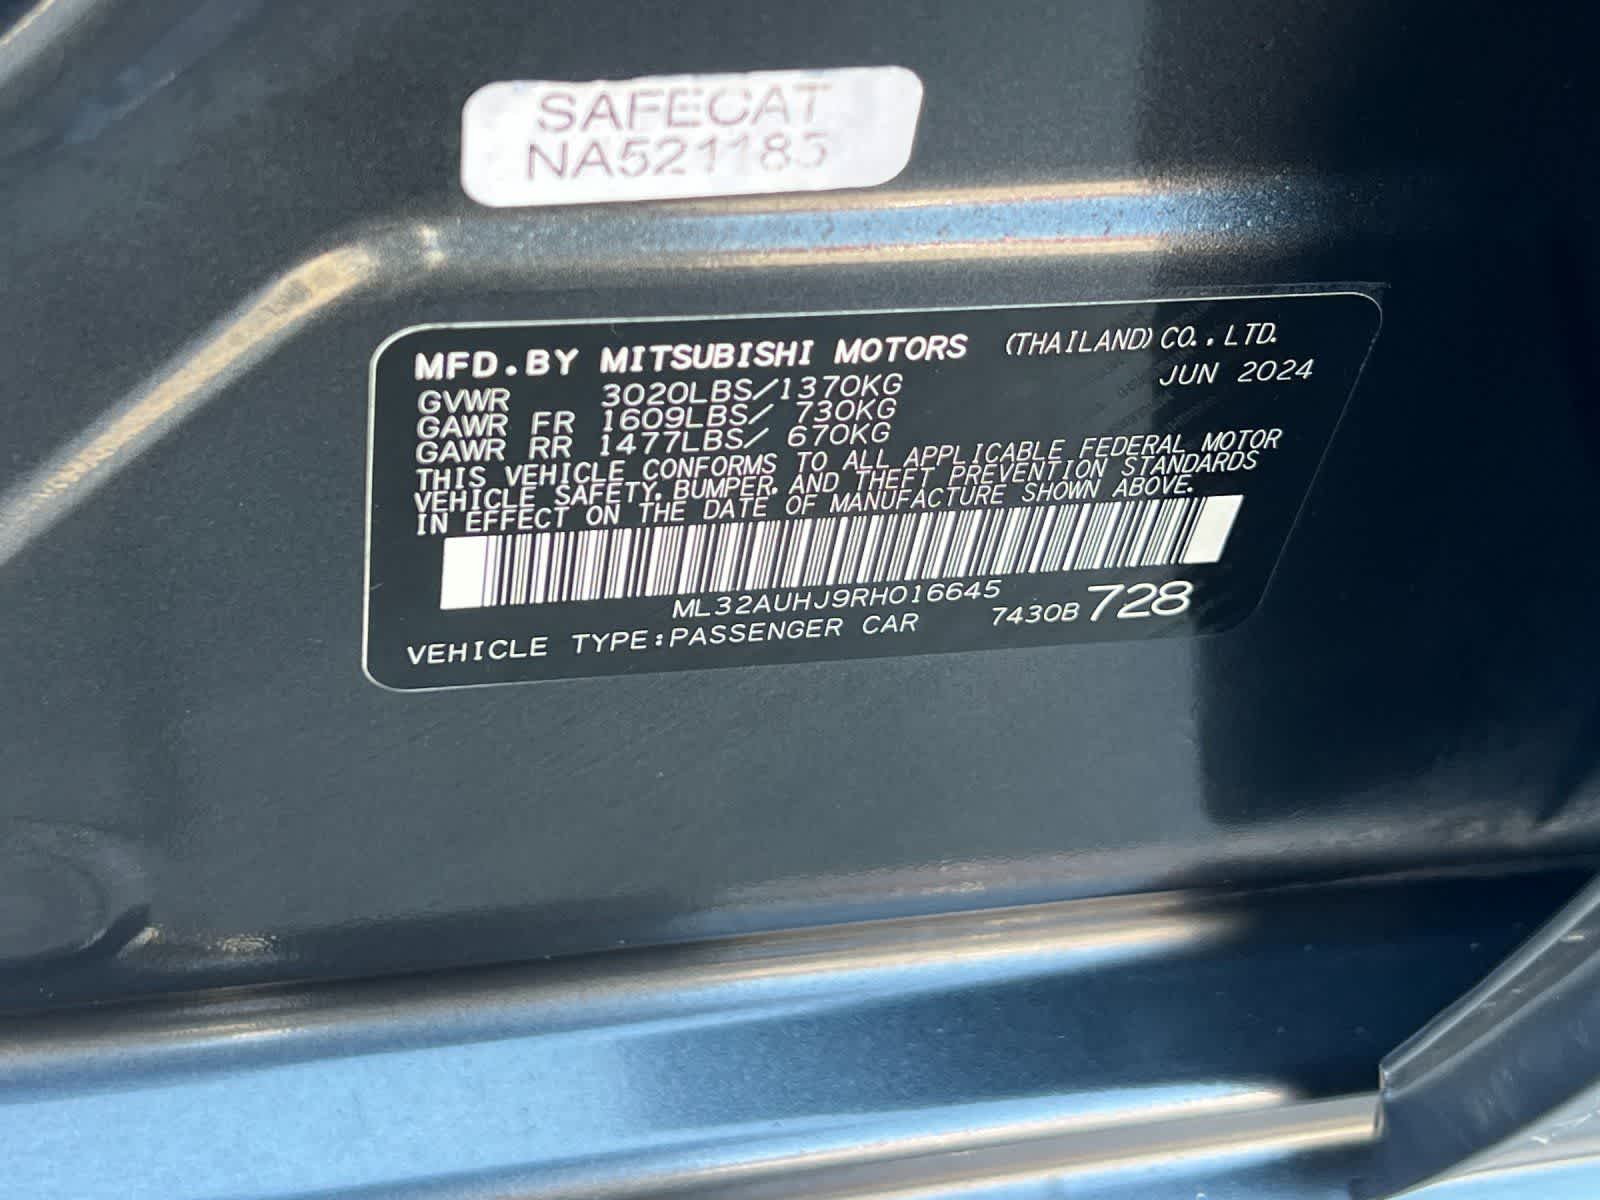 SAFECAT
NA521185
MFD.BY MITSUBISHI MOTORS (THAILAND) CO.,LTD.
GVWR 3020LBS/1370KG JUN 2024
GAWR FR 1609LBS/ 730KG
GAWR RR 1477LBS/ 670KG
THIS VEHICLE CONFORMS TO ALL APPLICABLE FEDERAL MOTOR
VEHICLE SAFETY, BUMPER, AND THEFT PREVENTION STANDARDS
IN EFFECT ON THE DATE OF MANUFACTURE SHOWN ABOVE.
ML32AUHJ9RH016645
VEHICLE TYPE:PASSENGER CAR 7430B 728